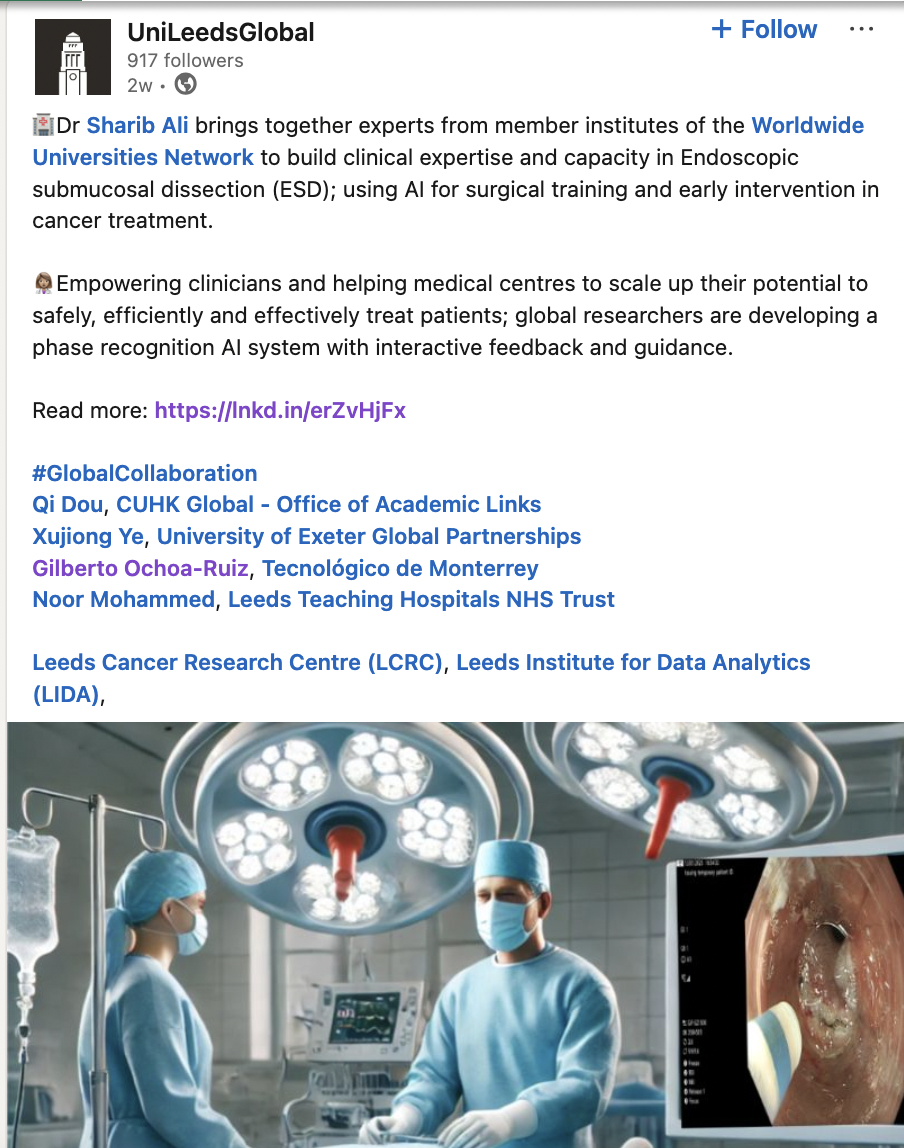 UniLeedsGlobal
+ Follow ...
917 followers
2w •
🏥Dr Sharib Ali brings together experts from member institutes of the Worldwide
Universities Network to build clinical expertise and capacity in Endoscopic
submucosal dissection (ESD); using AI for surgical training and early intervention in
cancer treatment.
👩🏽‍⚕️Empowering clinicians and helping medical centres to scale up their potential to
safely, efficiently and effectively treat patients; global researchers are developing a
phase recognition AI system with interactive feedback and guidance.
Read more: https://lnkd.in/erZvHjFx
#GlobalCollaboration
Qi Dou, CUHK Global - Office of Academic Links
Xujiong Ye, University of Exeter Global Partnerships
Gilberto Ochoa-Ruiz, Tecnológico de Monterrey
Noor Mohammed, Leeds Teaching Hospitals NHS Trust
Leeds Cancer Research Centre (LCRC), Leeds Institute for Data Analytics
(LIDA),